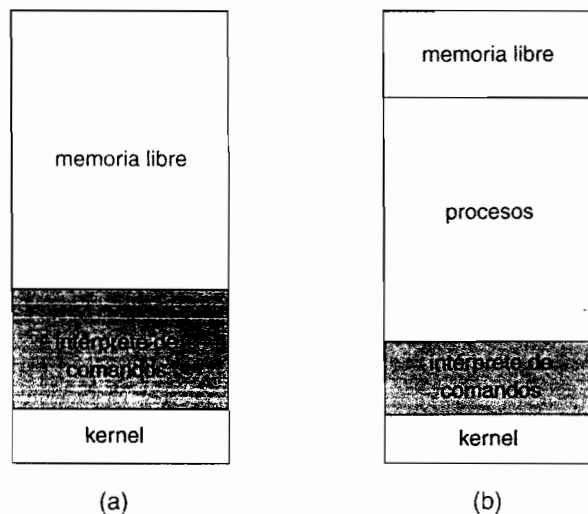 memoria libre
intérprete de
comandos
kernel
(a)
memoria libre
procesos
intérprete de
comandos
kernel
(b)